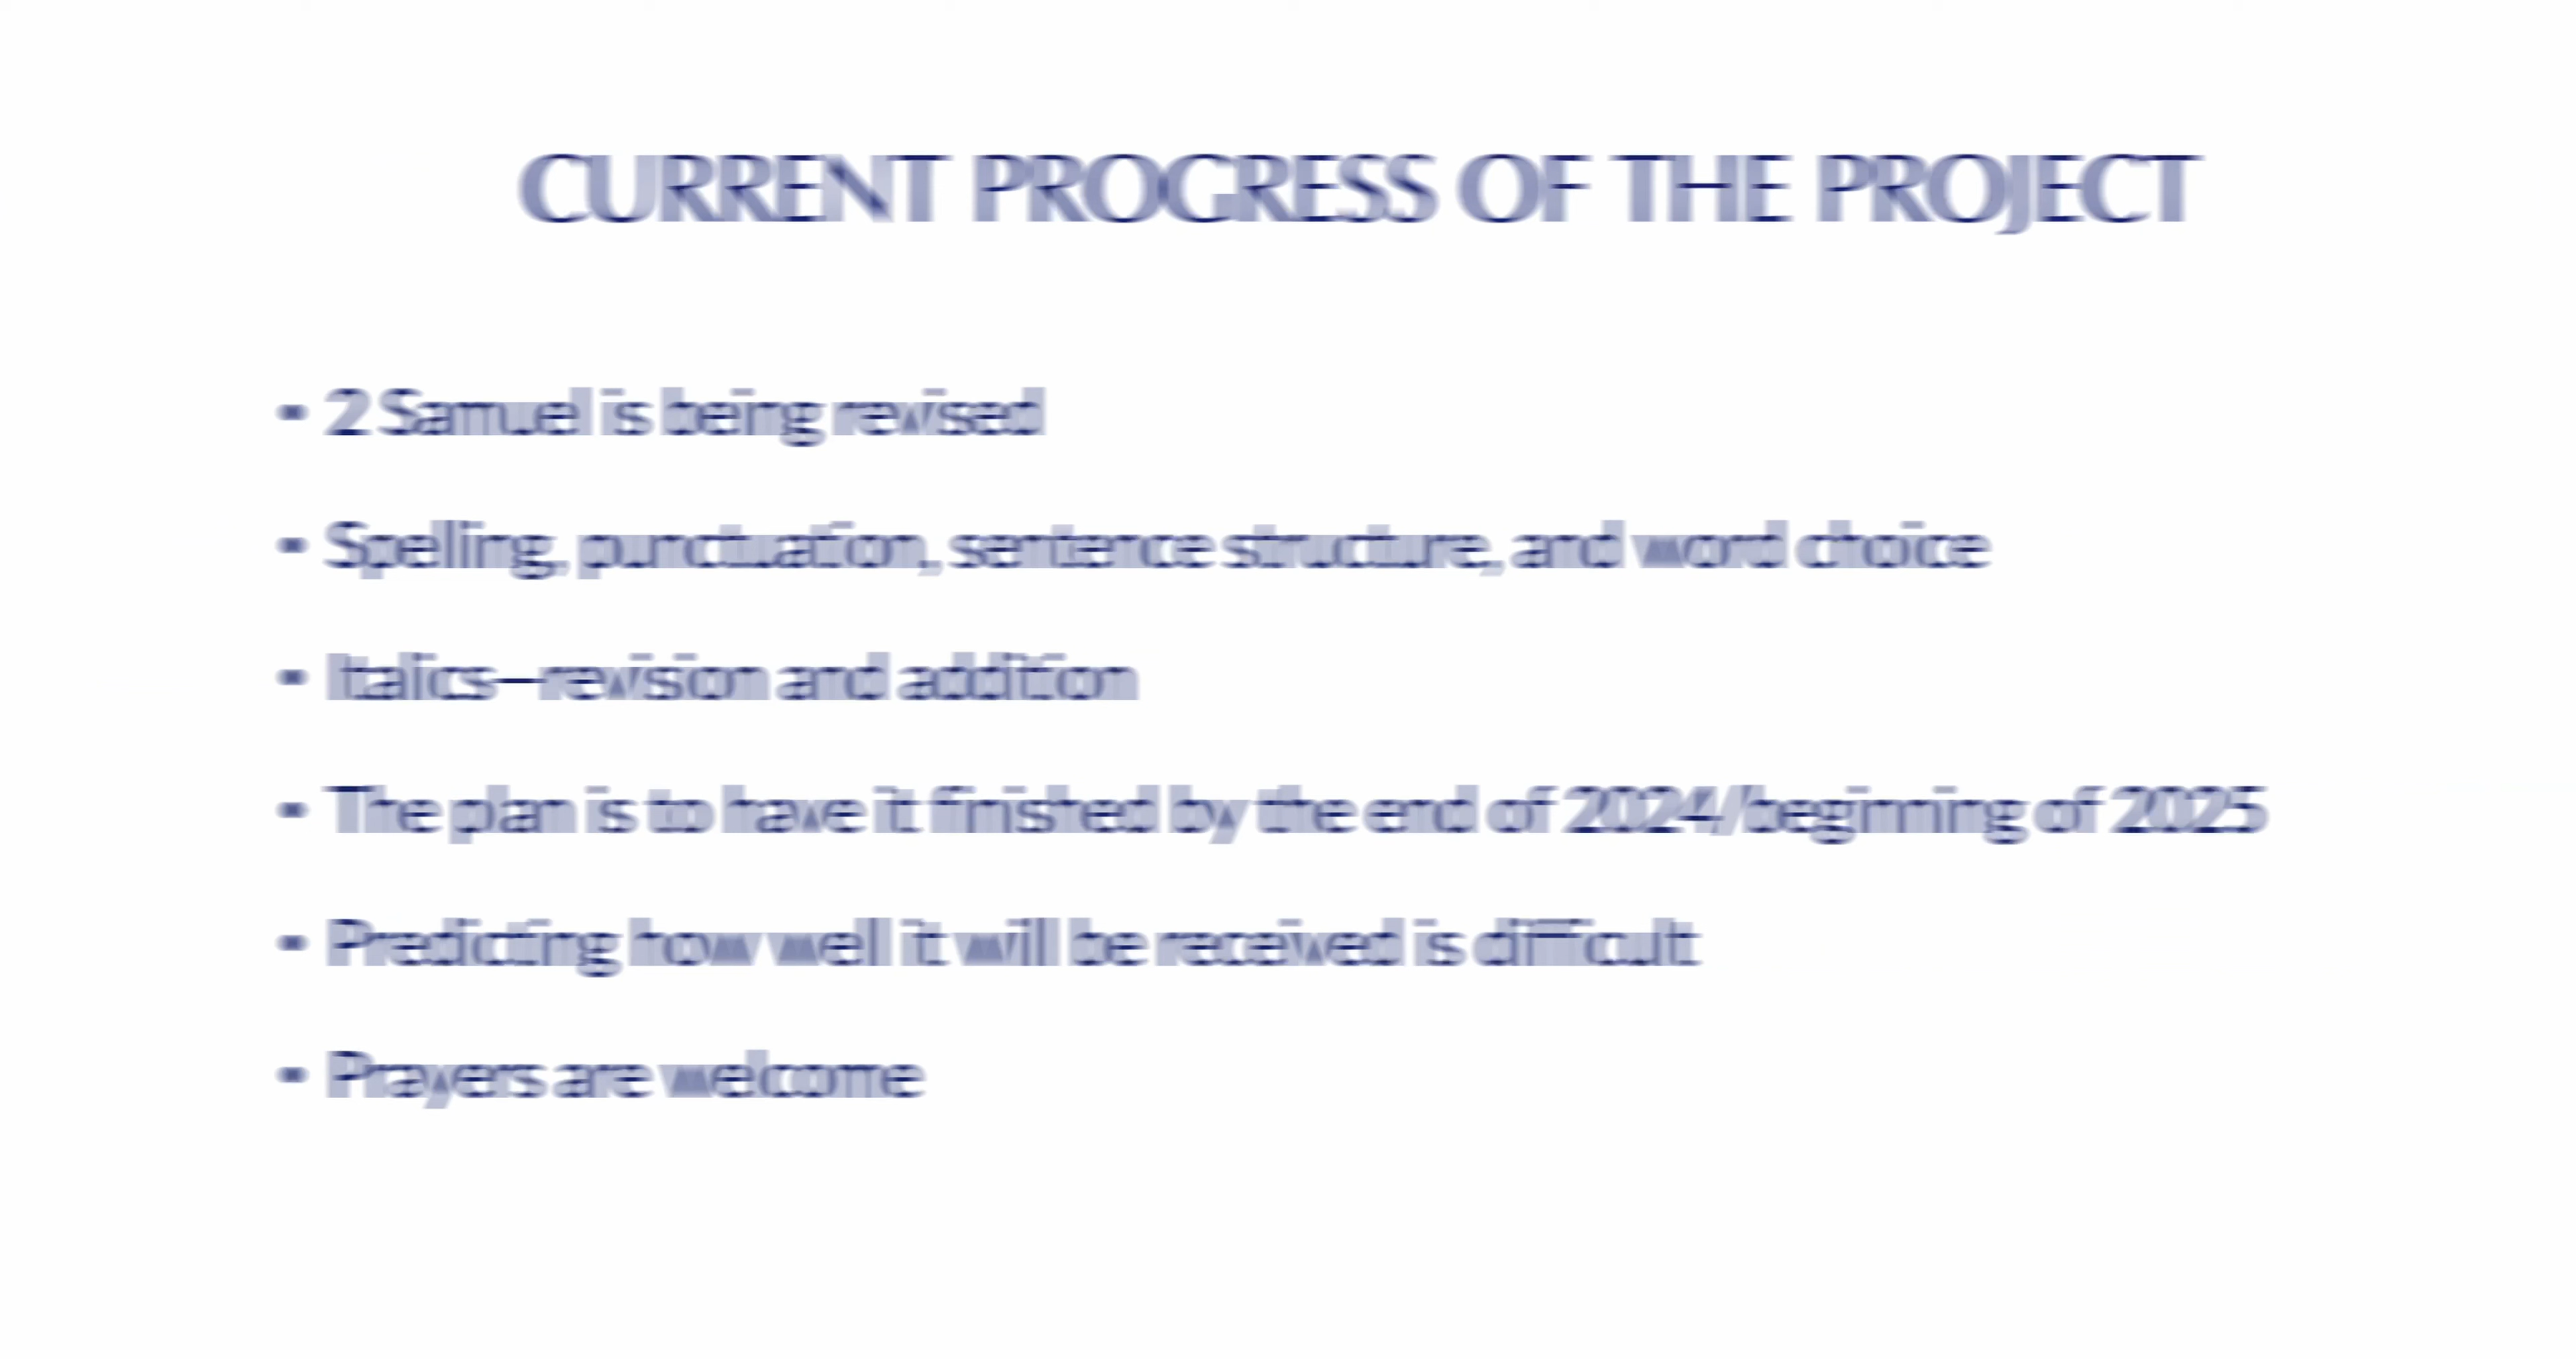 CURRENT PROGRESS OF THE PROJECT
• 2 Samuel is being revised
• Spelling, punctuation, sentence structure, and word choice
• Italics—revision and addition
• The plan is to have it finished by the end of 2024/beginning of 2025
• Predicting how well it will be received is difficult
• Prayers are welcome